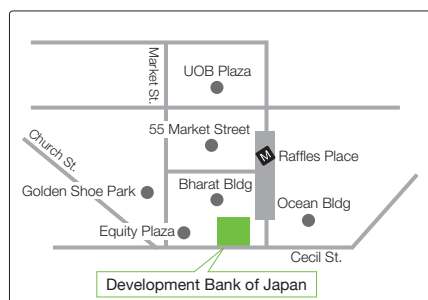 UOB Plaza
Market St.
55 Market Street
Church St.
M
Raffles Place
Bharat Bldg
Golden Shoe Park
Ocean Bldg
Equity Plaza
Cecil St.
Development Bank of Japan